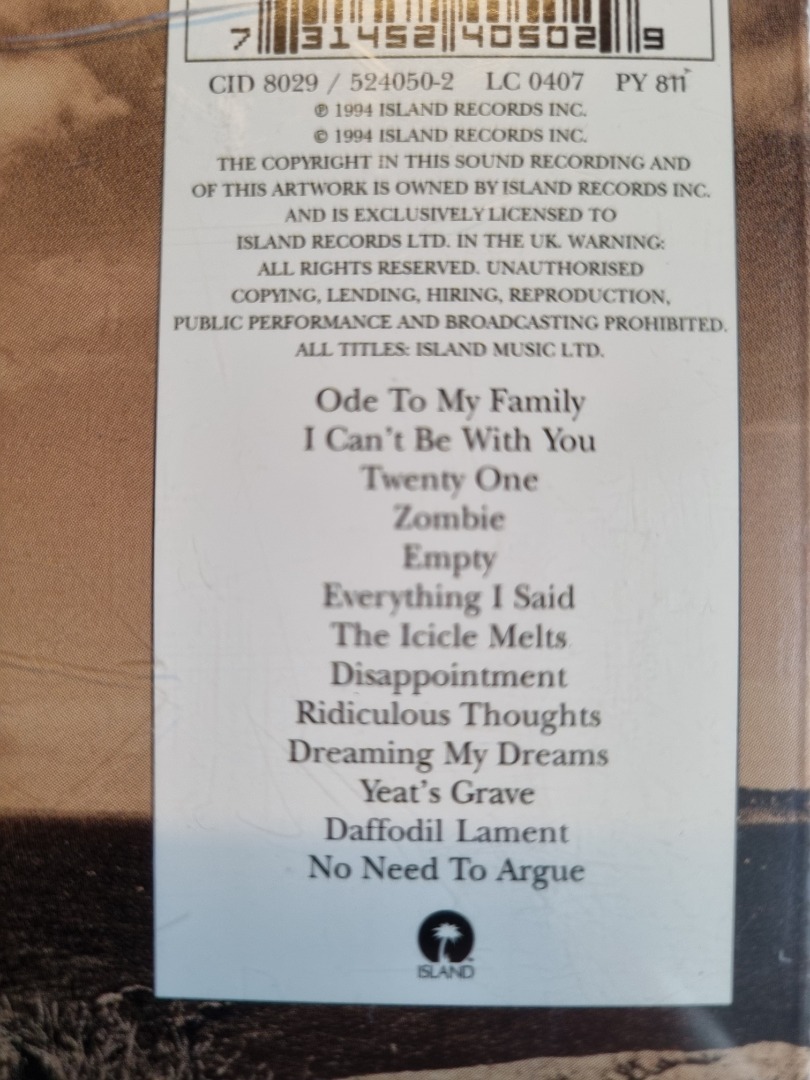 7 31452 40502 9
CID 8029 / 524050-2 LC 0407 PY 811
℗ 1994 ISLAND RECORDS INC.
© 1994 ISLAND RECORDS INC.
THE COPYRIGHT IN THIS SOUND RECORDING AND
OF THIS ARTWORK IS OWNED BY ISLAND RECORDS INC.
AND IS EXCLUSIVELY LICENSED TO
ISLAND RECORDS LTD. IN THE UK. WARNING:
ALL RIGHTS RESERVED. UNAUTHORISED
COPYING, LENDING, HIRING, REPRODUCTION,
PUBLIC PERFORMANCE AND BROADCASTING PROHIBITED.
ALL TITLES: ISLAND MUSIC LTD.
Ode To My Family
I Can't Be With You
Twenty One
Zombie
Empty
Everything I Said
The Icicle Melts
Disappointment
Ridiculous Thoughts
Dreaming My Dreams
Yeat's Grave
Daffodil Lament
No Need To Argue
ISLAND